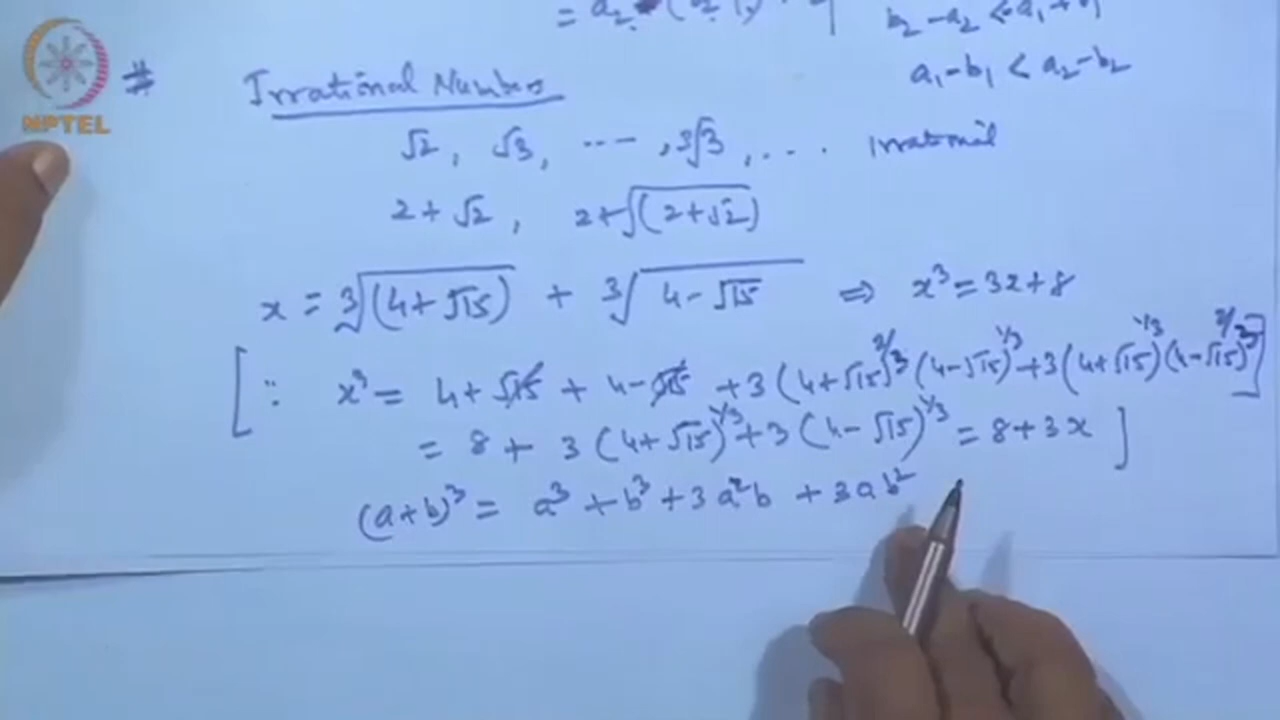 b₂ - a₂ < a₁ +
a₁ - b₁ < a₂ - b₂
NPTEL
# Irrational Numbers
√2, √3, ---, ³√3, ... irrational
2 + √2, 2 + √(2 + √2)
x = ³√(4 + √15) + ³√4 - √15 ⇒ x³ = 3x + 8
[∵ x³ = 4 + √15 + 4 - √15 + 3 (4 + √15)^2/3 (4 - √15)^1/3 + 3 (4 + √15)^1/3 (4 - √15)^2/3]
= 8 + 3 (4 + √15)^1/3 + 3 (4 - √15)^1/3 = 8 + 3x ]
(a + b)³ = a³ + b³ + 3a²b + 3ab²